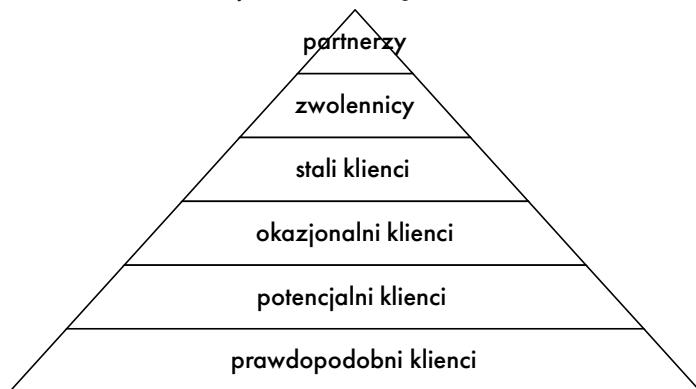 partnerzy
zwolennicy
stali klienci
okazjonalni klienci
potencjalni klienci
prawdopodobni klienci